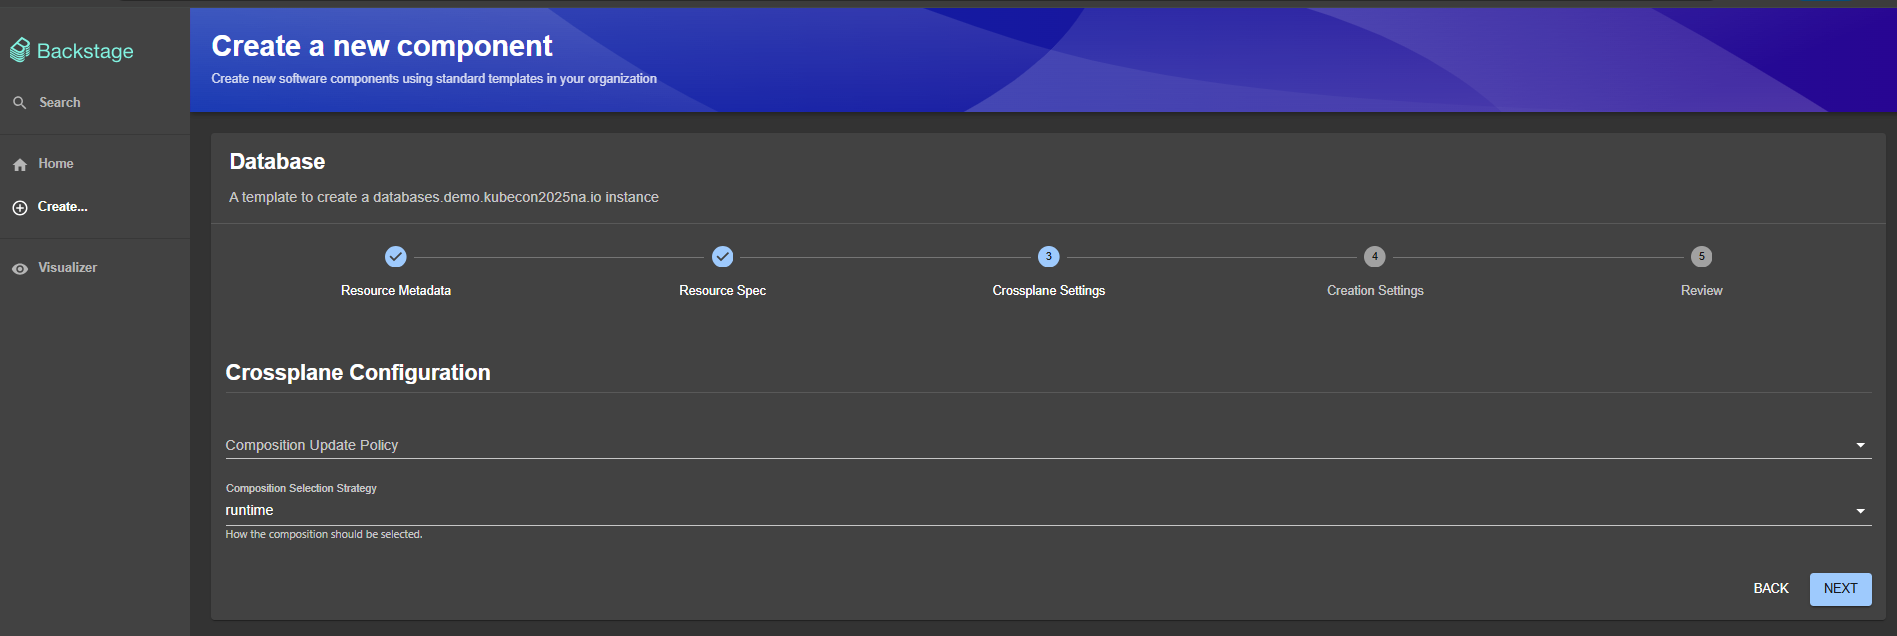 Backstage
Search
Home
Create...
Visualizer
Create a new component
Create new software components using standard templates in your organization
Database
A template to create a databases.demo.kubecon2025na.io instance
3
4
5
Resource Metadata
Resource Spec
Crossplane Settings
Creation Settings
Review
Crossplane Configuration
Composition Update Policy
Composition Selection Strategy
runtime
How the composition should be selected.
BACK
NEXT